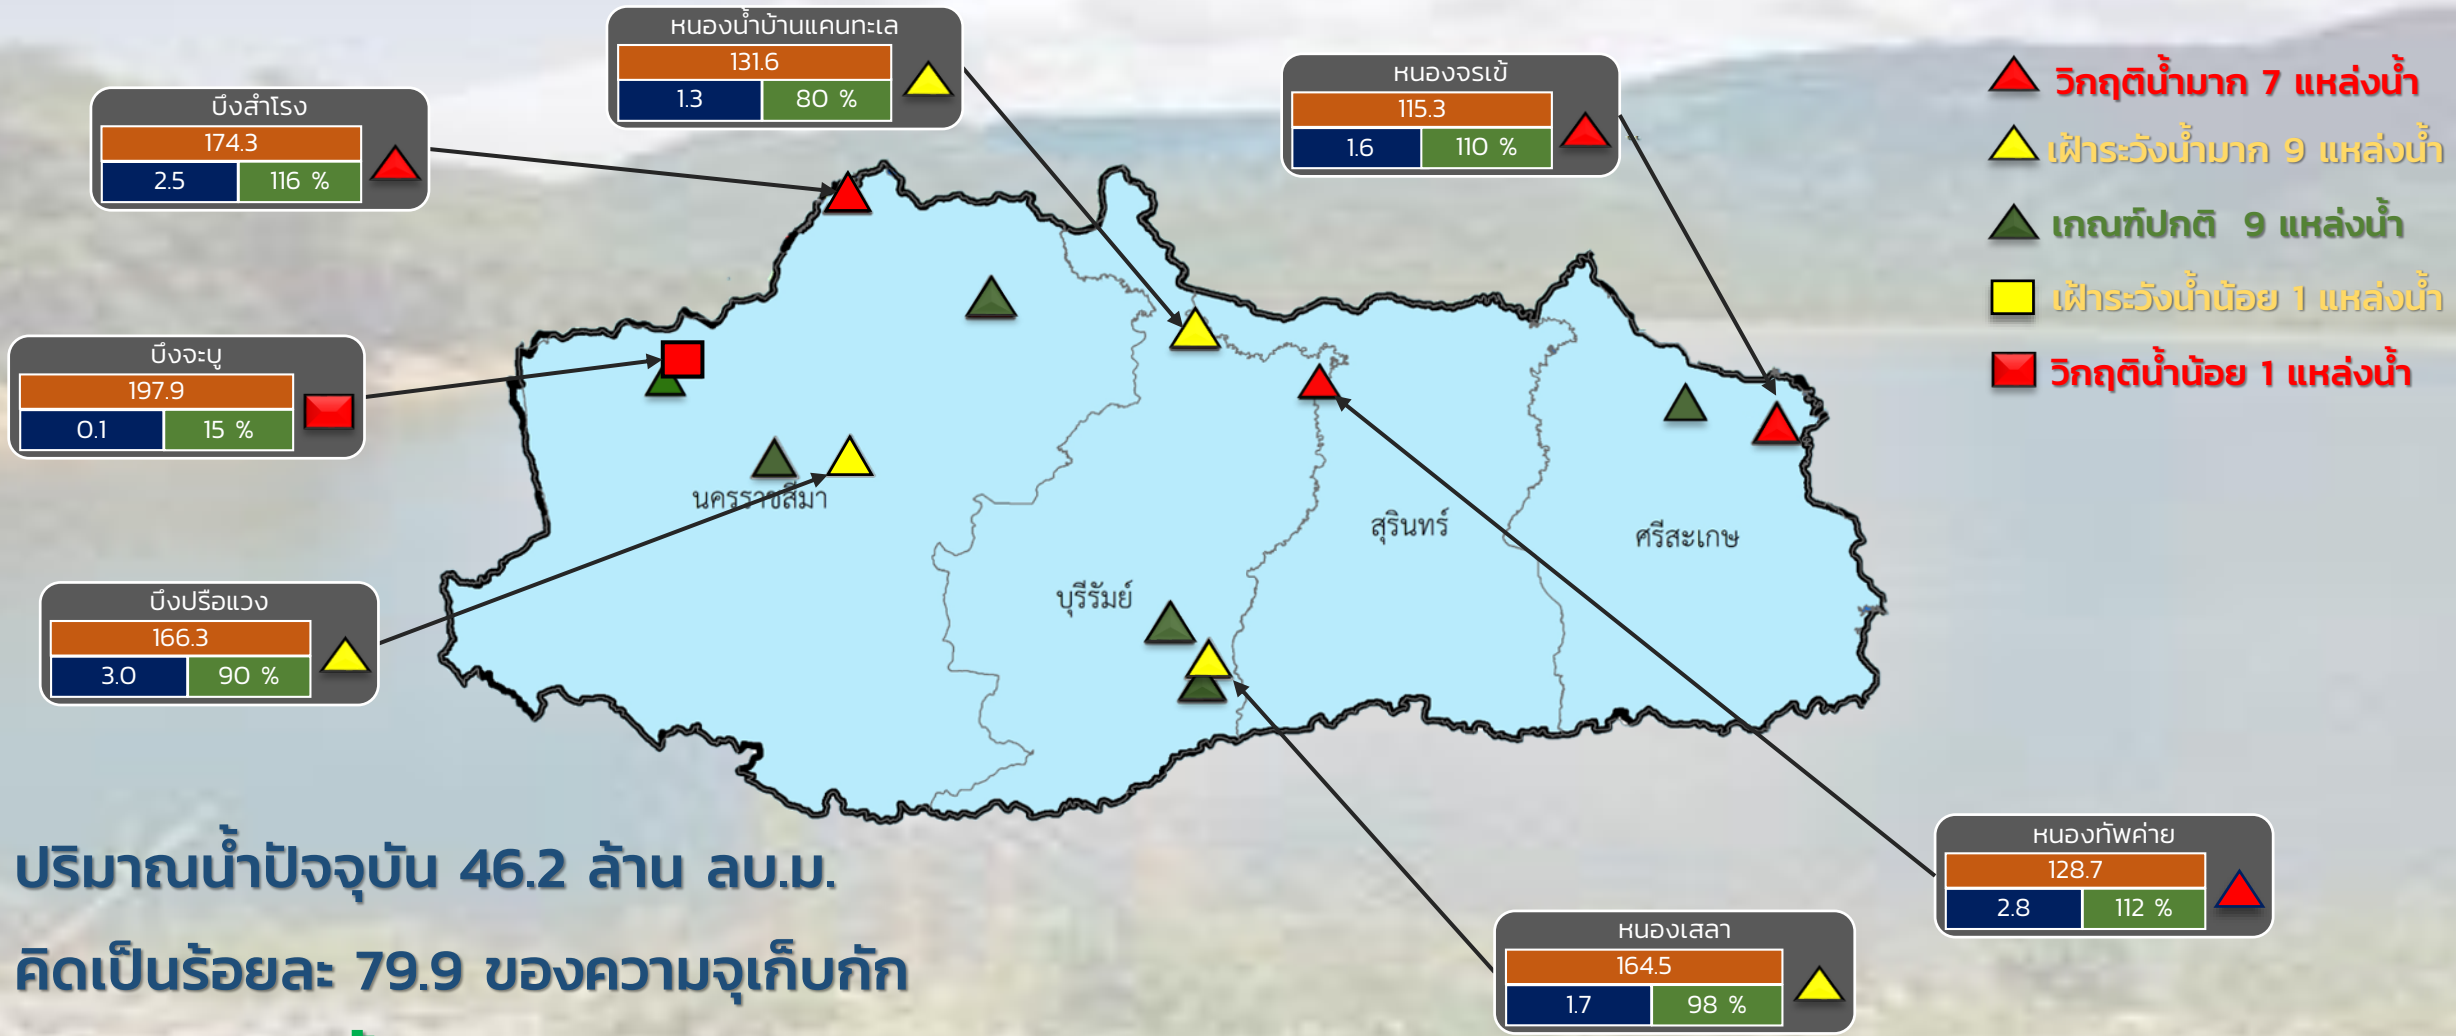 หนองน้ำบ้านแคนทะเล
131.6
1.3 80 %
บึงสำโรง
174.3
2.5 116 %
หนองจรเข้
115.3
1.6 110 %
วิกฤติน้ำมาก 7 แหล่งน้ำ
เฝ้าระวังน้ำมาก 9 แหล่งน้ำ
เกณฑ์ปกติ 9 แหล่งน้ำ
เฝ้าระวังน้ำน้อย 1 แหล่งน้ำ
วิกฤติน้ำน้อย 1 แหล่งน้ำ
บึงจะบู
197.9
0.1 15 %
นครราชสีมา
สุรินทร์
ศรีสะเกษ
บุรีรัมย์
บึงปรือแวง
166.3
3.0 90 %
ปริมาณน้ำปัจจุบัน 46.2 ล้าน ลบ.ม.
คิดเป็นร้อยละ 79.9 ของความจุเก็บกัก
หนองทัพค่าย
128.7
2.8 112 %
หนองเสลา
164.5
1.7 98 %